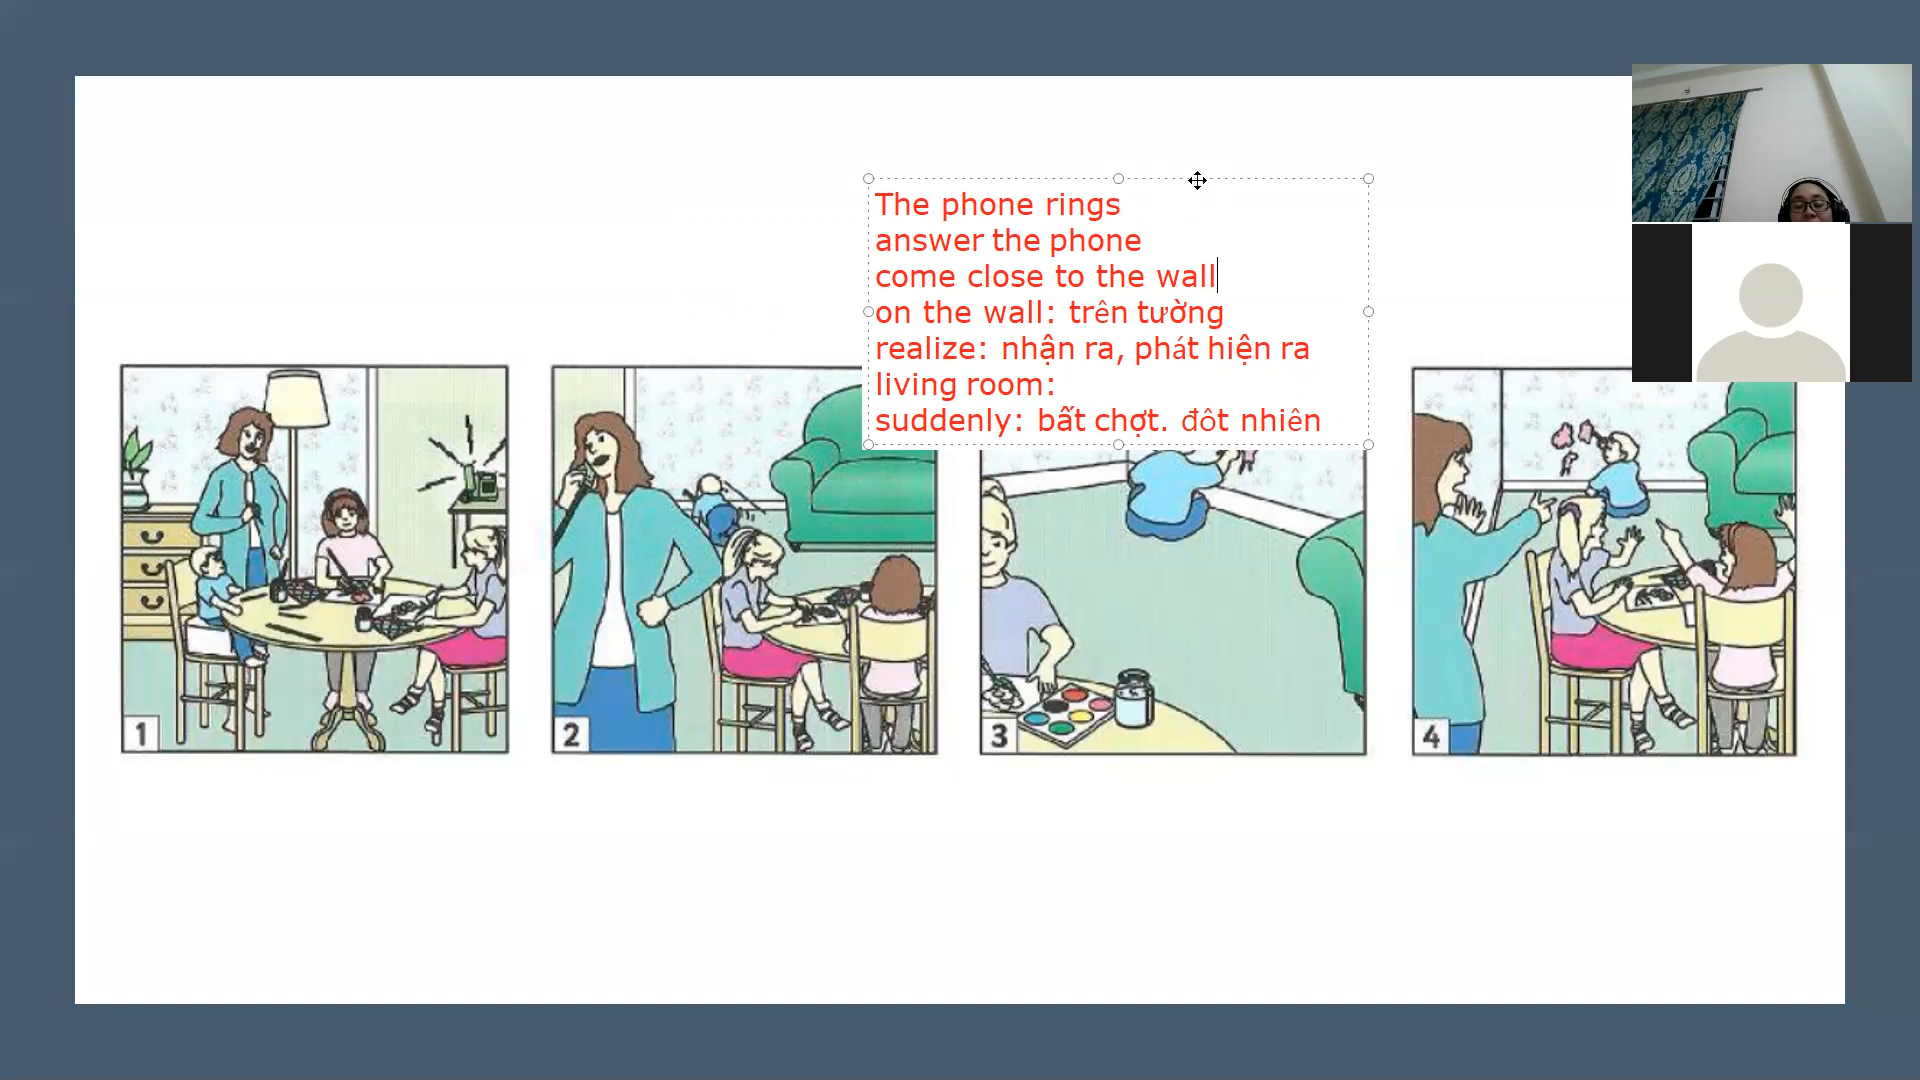 The phone rings
answer the phone
come close to the wall
on the wall: trên tường
realize: nhận ra, phát hiện ra
living room:
suddenly: bất chợt. đôt nhiên
1
2
3
4